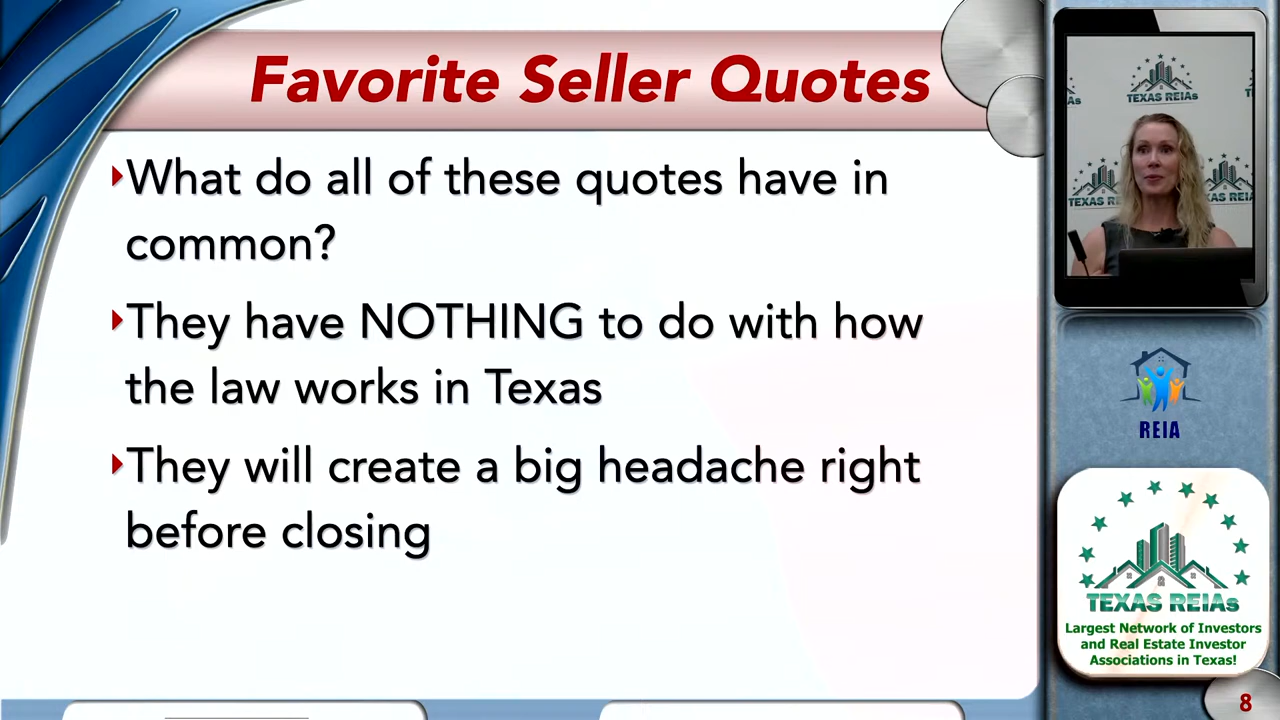 Favorite Seller Quotes
What do all of these quotes have in
common?
They have NOTHING to do with how
the law works in Texas
They will create a big headache right
before closing
TEXAS REIAs
TEXAS REIA
REIA
TEXAS REIAs
Largest Network of Investors
and Real Estate Investor
Associations in Texas!
8